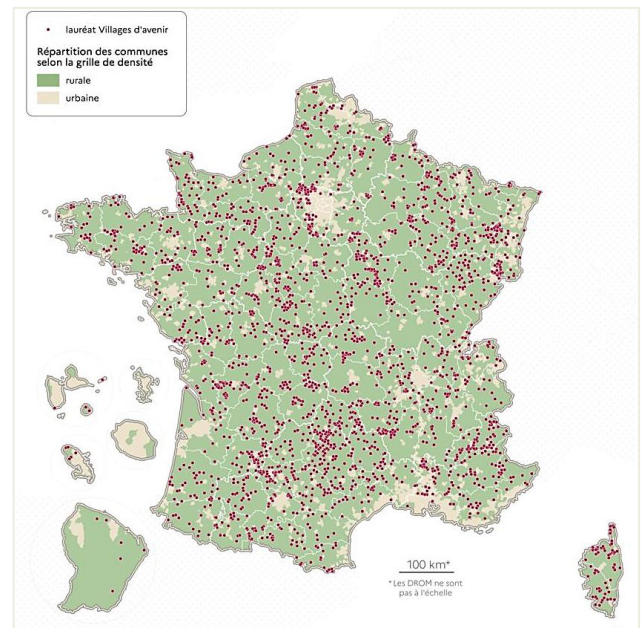 lauréat Villages d'avenir
Répartition des communes
selon la grille de densité
rurale
urbaine
100 km*
*Les DROM ne sont
pas à l'échelle